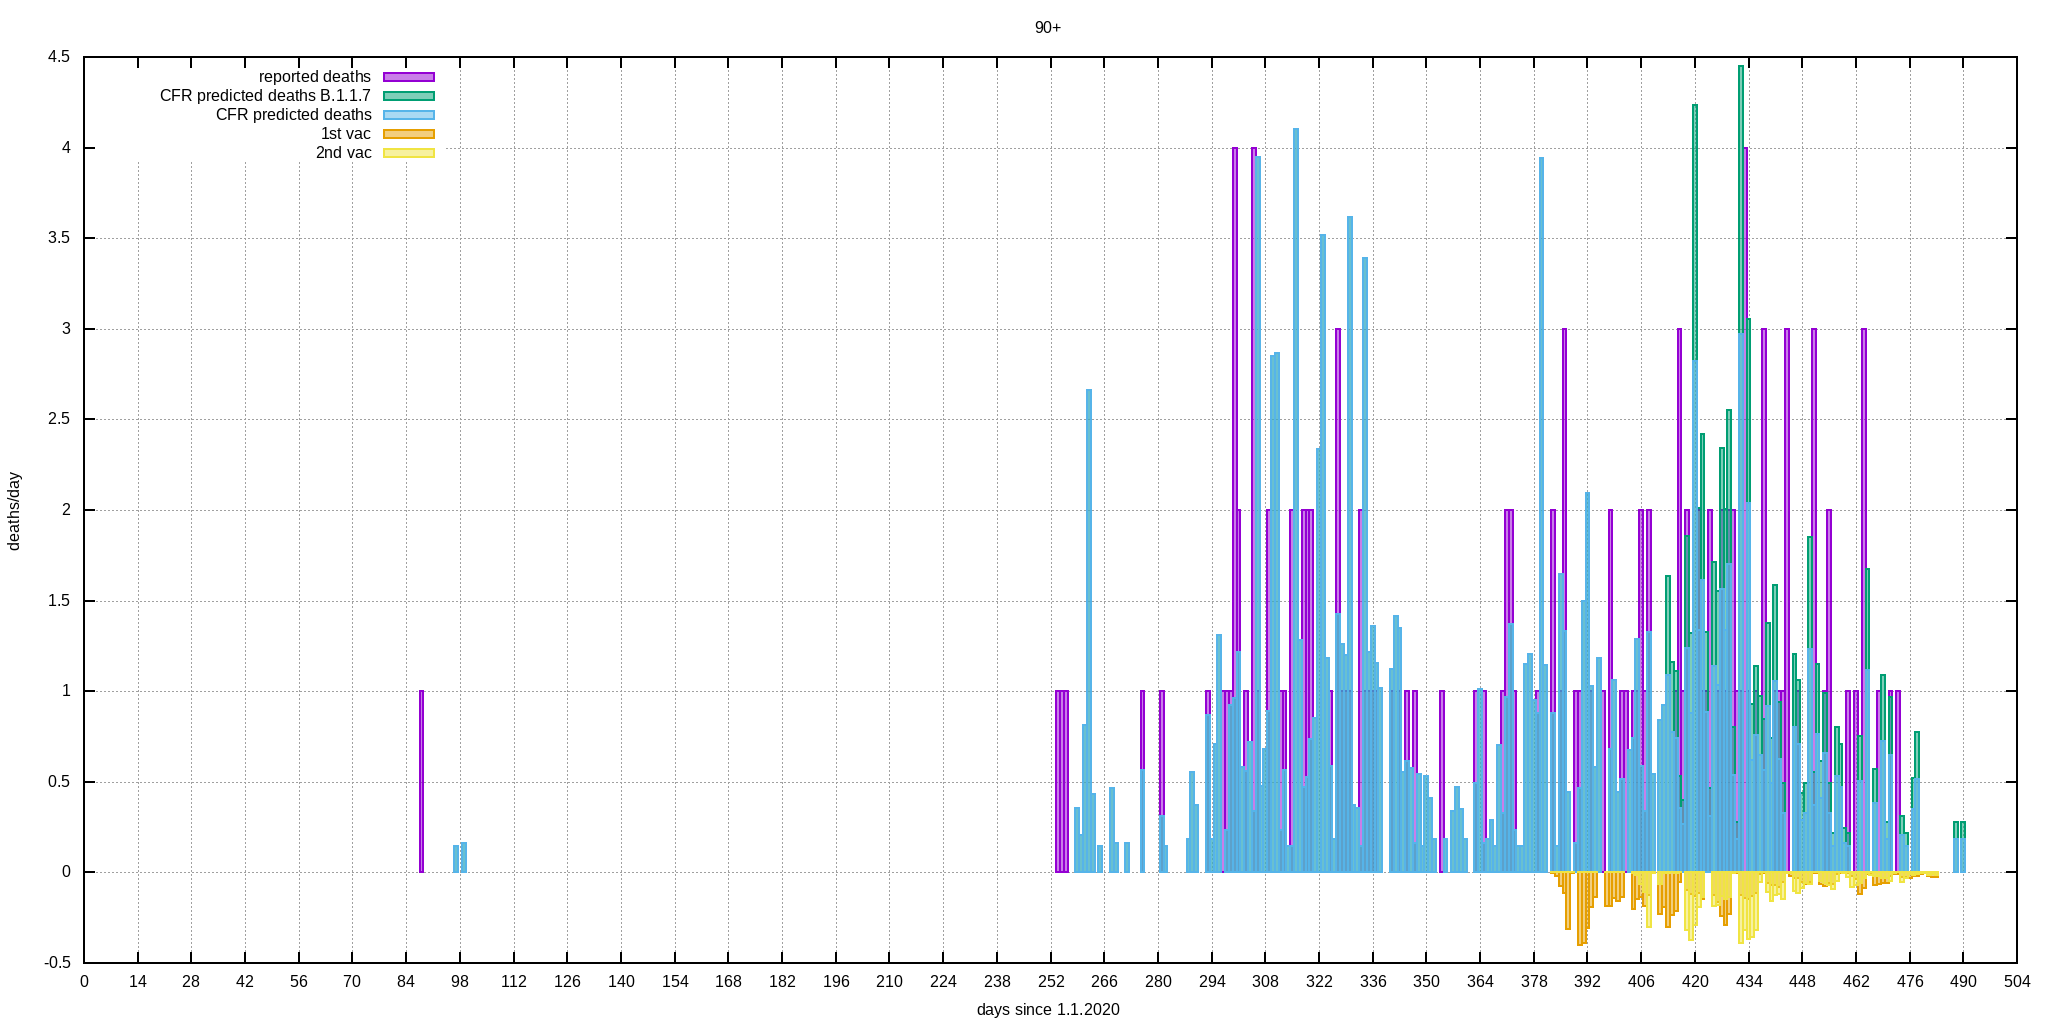 90+
4.5
4
3.5
3
2.5
2
1.5
1
0.5
0
-0.5
deaths/day
reported deaths
CFR predicted deaths B.1.1.7
CFR predicted deaths
1st vac
2nd vac
0 14 28 42 56 70 84 98 112 126 140 154 168 182 196 210 224 238 252 266 280 294 308 322 336 350 364 378 392 406 420 434 448 462 476 490 504
days since 1.1.2020